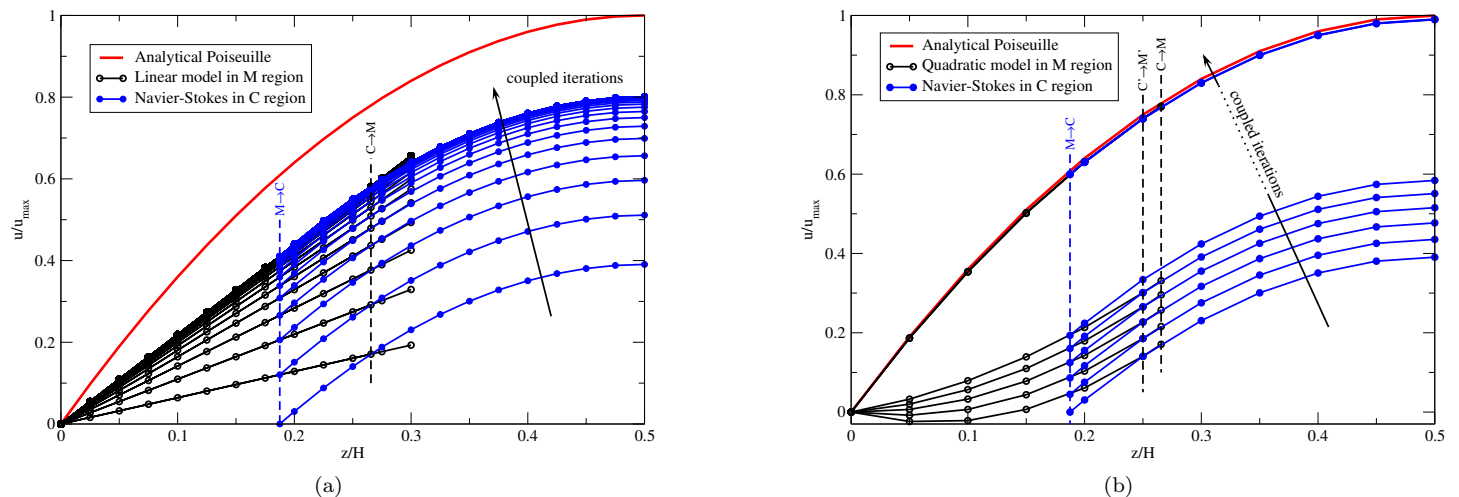 1
0.8
0.6
0.4
0.2
0
u/u_max
Analytical Poiseuille
Linear model in M region
Navier-Stokes in C region
coupled iterations
M→C
C→M
0 0.1 0.2 0.3 0.4 0.5
z/H
(a)
1
0.8
0.6
0.4
0.2
0
u/u_max
Analytical Poiseuille
Quadratic model in M region
Navier-Stokes in C region
M→C
C'→M'
C→M
coupled iterations
0 0.1 0.2 0.3 0.4 0.5
z/H
(b)